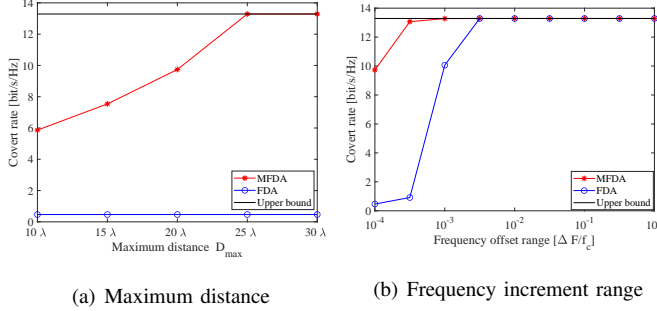 14
12
10
8
6
4
2
0
Covert rate [bit/s/Hz]
MFDA
FDA
Upper bound
10 λ
15 λ
20 λ
25 λ
30 λ
Maximum distance D_max
(a) Maximum distance
14
12
10
8
6
4
2
0
Covert rate [bit/s/Hz]
MFDA
FDA
Upper bound
10^-4
10^-3
10^-2
10^-1
10
Frequency offset range [Δ F/f_c]
(b) Frequency increment range